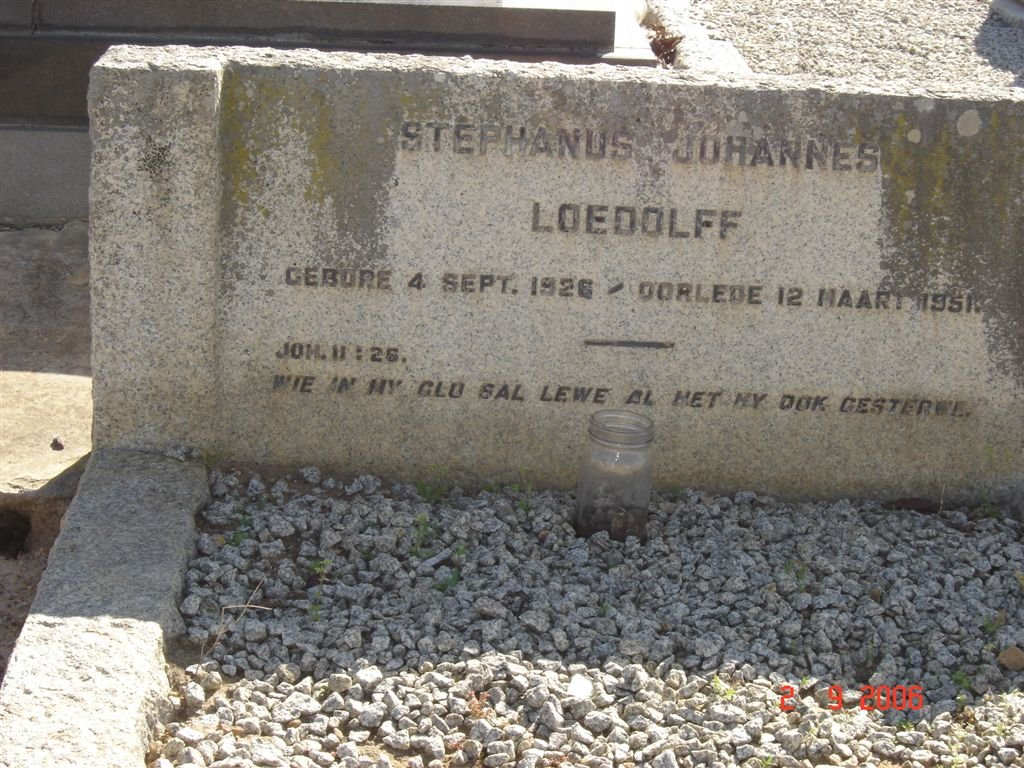 STEPHANUS JOHANNES
LOEDOLFF
GEBORE 4 SEPT. 1926 - OORLEDE 12 MAART 1951.
JOH. 11 : 26.
WIE IN MY GLO SAL LEWE AL HET HY OOK GESTERWE.
2 9 2006